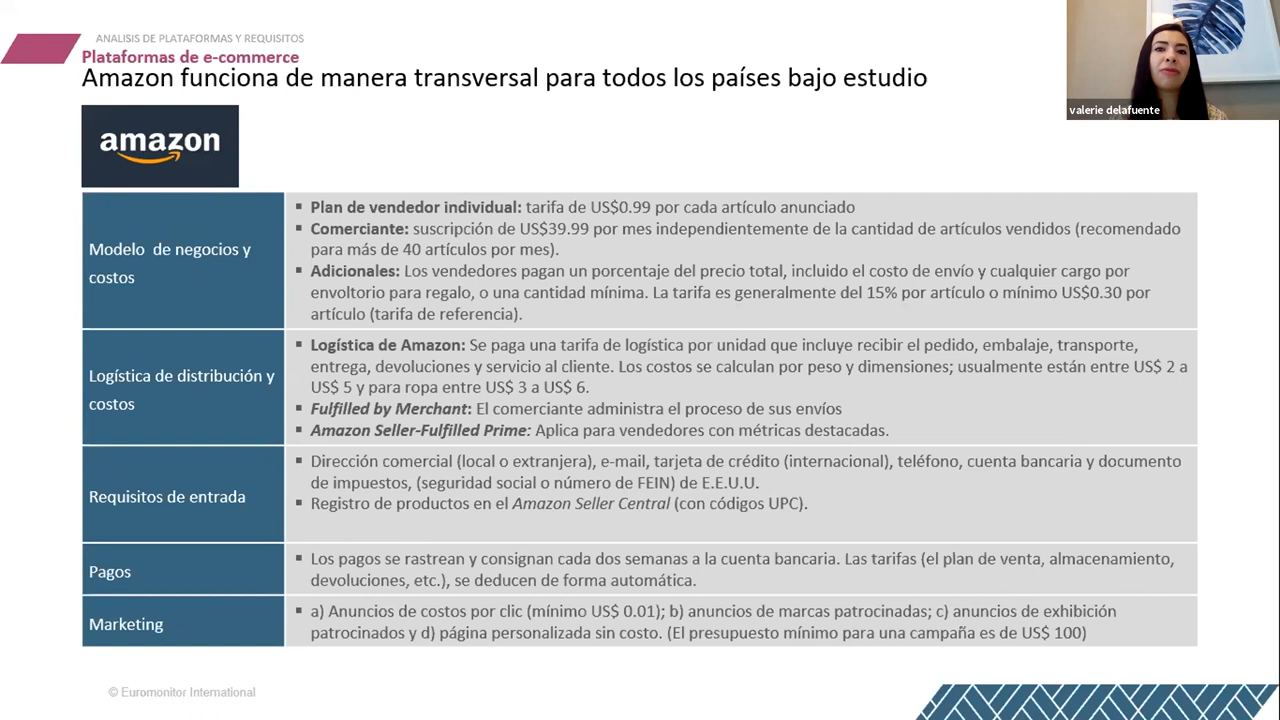 ANALISIS DE PLATAFORMAS Y REQUISITOS
Plataformas de e-commerce
Amazon funciona de manera transversal para todos los países bajo estudio
valerie delafuente
amazon
Modelo de negocios y
costos
▪ Plan de vendedor individual: tarifa de US$0.99 por cada artículo anunciado
▪ Comerciante: suscripción de US$39.99 por mes independientemente de la cantidad de artículos vendidos (recomendado
para más de 40 artículos por mes).
▪ Adicionales: Los vendedores pagan un porcentaje del precio total, incluido el costo de envío y cualquier cargo por
envoltorio para regalo, o una cantidad mínima. La tarifa es generalmente del 15% por artículo o mínimo US$0.30 por
artículo (tarifa de referencia).
Logística de distribución y
costos
▪ Logística de Amazon: Se paga una tarifa de logística por unidad que incluye recibir el pedido, embalaje, transporte,
entrega, devoluciones y servicio al cliente. Los costos se calculan por peso y dimensiones; usualmente están entre US$ 2 a
US$ 5 y para ropa entre US$ 3 a US$ 6.
▪ Fulfilled by Merchant: El comerciante administra el proceso de sus envíos
▪ Amazon Seller-Fulfilled Prime: Aplica para vendedores con métricas destacadas.
Requisitos de entrada
▪ Dirección comercial (local o extranjera), e-mail, tarjeta de crédito (internacional), teléfono, cuenta bancaria y documento
de impuestos, (seguridad social o número de FEIN) de E.E.U.U.
▪ Registro de productos en el Amazon Seller Central (con códigos UPC).
Pagos
▪ Los pagos se rastrean y consignan cada dos semanas a la cuenta bancaria. Las tarifas (el plan de venta, almacenamiento,
devoluciones, etc.), se deducen de forma automática.
Marketing
▪ a) Anuncios de costos por clic (mínimo US$ 0.01); b) anuncios de marcas patrocinadas; c) anuncios de exhibición
patrocinados y d) página personalizada sin costo. (El presupuesto mínimo para una campaña es de US$ 100)
© Euromonitor International